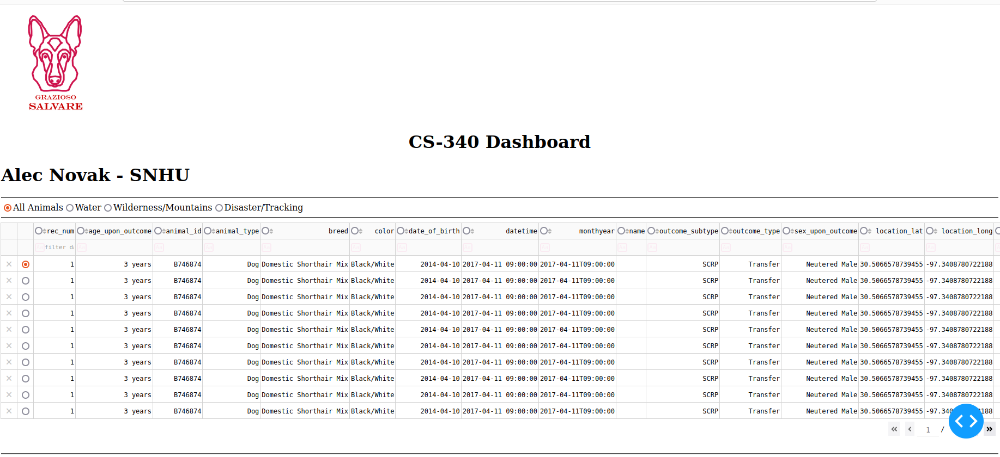 GRAZIOSO
SALVARE
CS-340 Dashboard
Alec Novak - SNHU
All Animals Water Wilderness/Mountains Disaster/Tracking
rec_num age_upon_outcome animal_id animal_type breed color date_of_birth datetime monthyear name outcome_subtype outcome_type sex_upon_outcome location_lat location_long
Aa filter da Aa Aa Aa Aa Aa Aa Aa Aa Aa Aa Aa Aa Aa Aa
1 3 years B746874 Dog Domestic Shorthair Mix Black/White 2014-04-10 2017-04-11 09:00:00 2017-04-11T09:00:00 SCRP Transfer Neutered Male 30.5066578739455 -97.3408780722188
1 3 years B746874 Dog Domestic Shorthair Mix Black/White 2014-04-10 2017-04-11 09:00:00 2017-04-11T09:00:00 SCRP Transfer Neutered Male 30.5066578739455 -97.3408780722188
1 3 years B746874 Dog Domestic Shorthair Mix Black/White 2014-04-10 2017-04-11 09:00:00 2017-04-11T09:00:00 SCRP Transfer Neutered Male 30.5066578739455 -97.3408780722188
1 3 years B746874 Dog Domestic Shorthair Mix Black/White 2014-04-10 2017-04-11 09:00:00 2017-04-11T09:00:00 SCRP Transfer Neutered Male 30.5066578739455 -97.3408780722188
1 3 years B746874 Dog Domestic Shorthair Mix Black/White 2014-04-10 2017-04-11 09:00:00 2017-04-11T09:00:00 SCRP Transfer Neutered Male 30.5066578739455 -97.3408780722188
1 3 years B746874 Dog Domestic Shorthair Mix Black/White 2014-04-10 2017-04-11 09:00:00 2017-04-11T09:00:00 SCRP Transfer Neutered Male 30.5066578739455 -97.3408780722188
1 3 years B746874 Dog Domestic Shorthair Mix Black/White 2014-04-10 2017-04-11 09:00:00 2017-04-11T09:00:00 SCRP Transfer Neutered Male 30.5066578739455 -97.3408780722188
1 3 years B746874 Dog Domestic Shorthair Mix Black/White 2014-04-10 2017-04-11 09:00:00 2017-04-11T09:00:00 SCRP Transfer Neutered Male 30.5066578739455 -97.3408780722188
1 3 years B746874 Dog Domestic Shorthair Mix Black/White 2014-04-10 2017-04-11 09:00:00 2017-04-11T09:00:00 SCRP Transfer Neutered Male 30.5066578739455 -97.3408780722188
1 3 years B746874 Dog Domestic Shorthair Mix Black/White 2014-04-10 2017-04-11 09:00:00 2017-04-11T09:00:00 SCRP Transfer Neutered Male 30.5066578739455
1 /